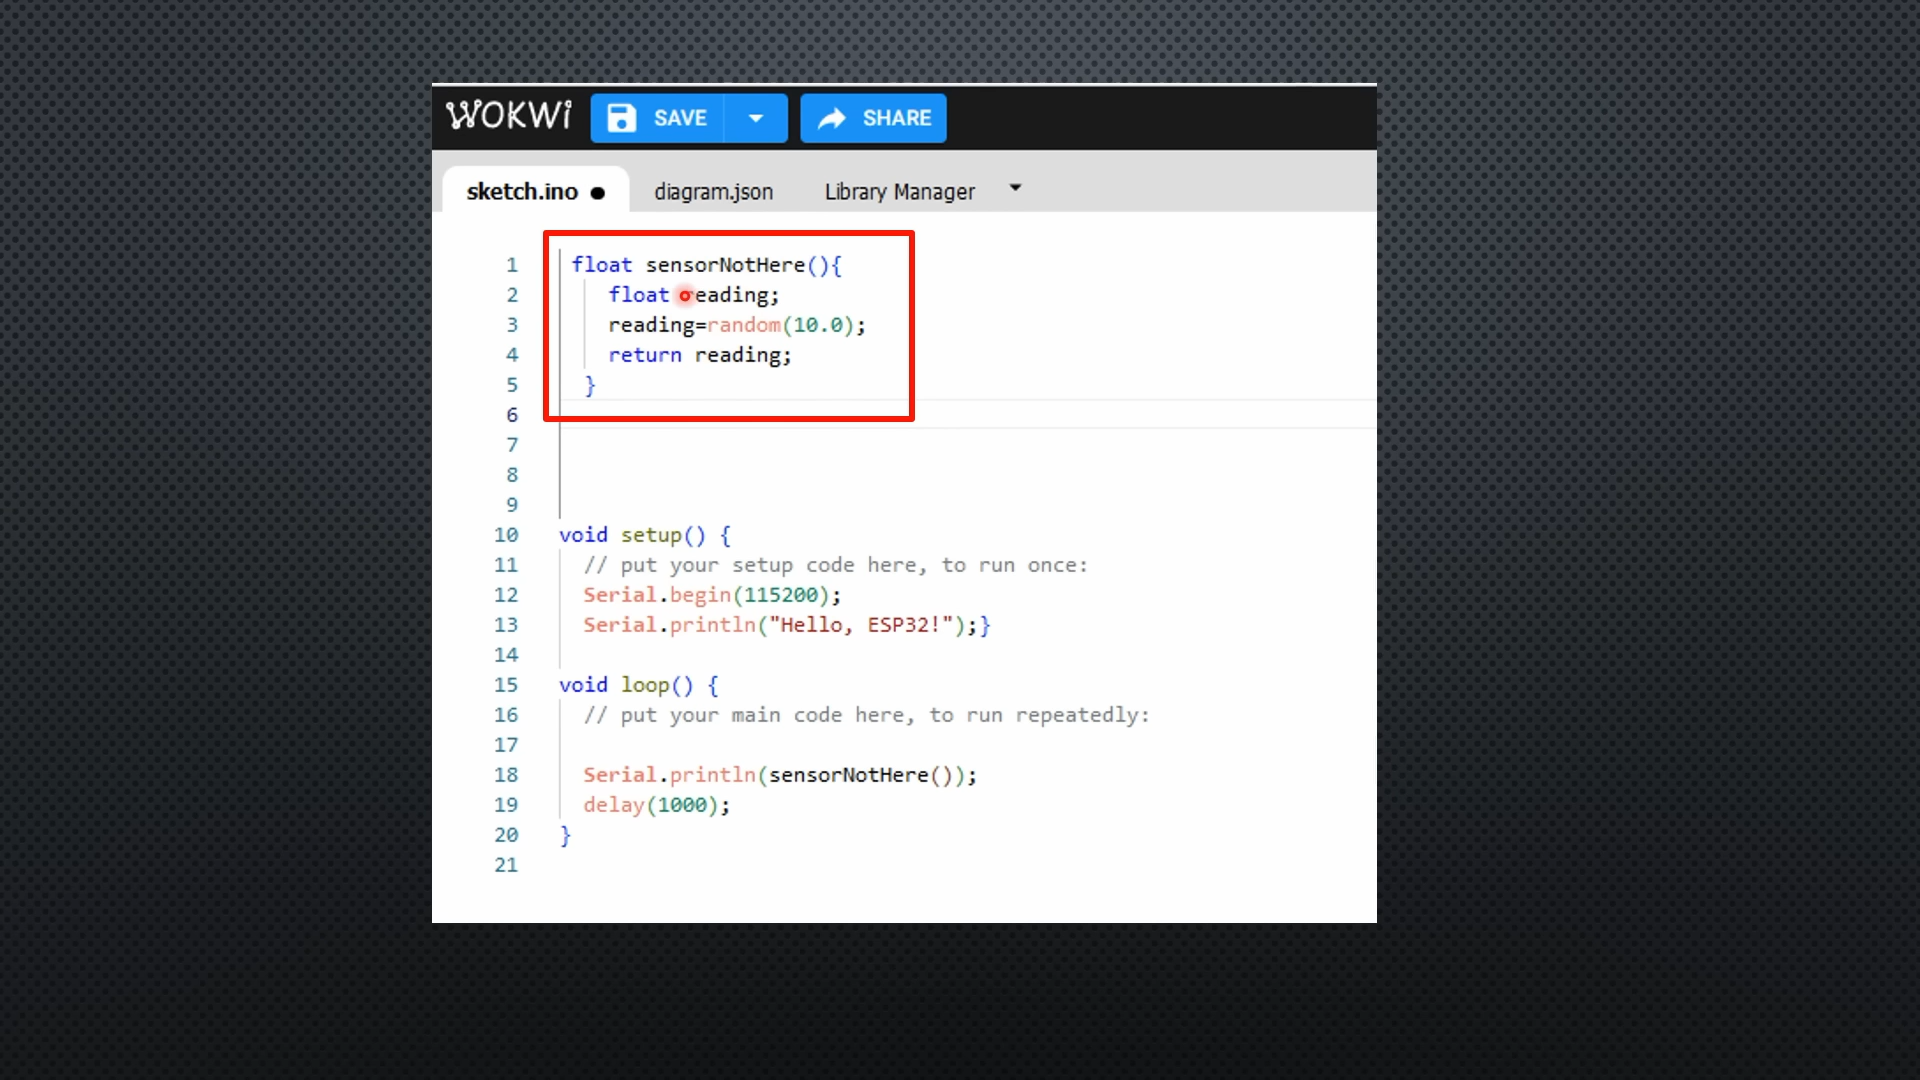 WOKWi SAVE SHARE
sketch.ino ● diagram.json Library Manager
1 float sensorNotHere(){
2 float reading;
3 reading=random(10.0);
4 return reading;
5 }
6
7
8
9
10 void setup() {
11 // put your setup code here, to run once:
12 Serial.begin(115200);
13 Serial.println("Hello, ESP32!");}
14
15 void loop() {
16 // put your main code here, to run repeatedly:
17
18 Serial.println(sensorNotHere());
19 delay(1000);
20 }
21